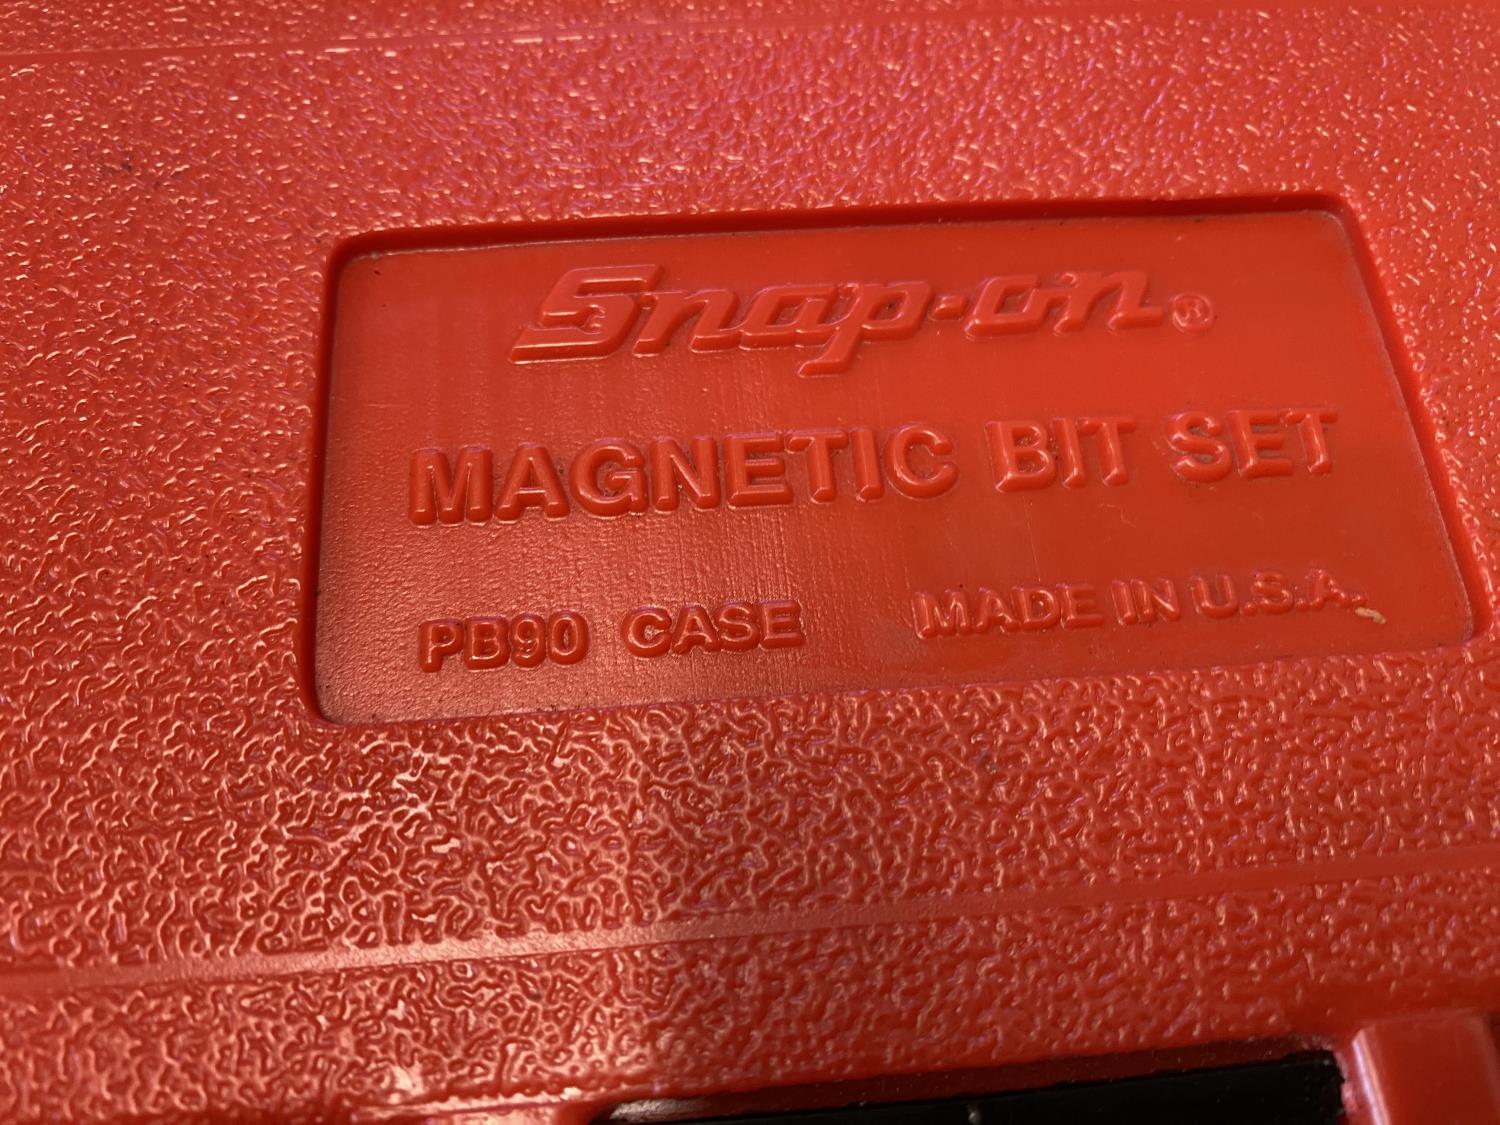 Snap-on®
MAGNETIC BIT SET
PB90 CASE MADE IN U.S.A.